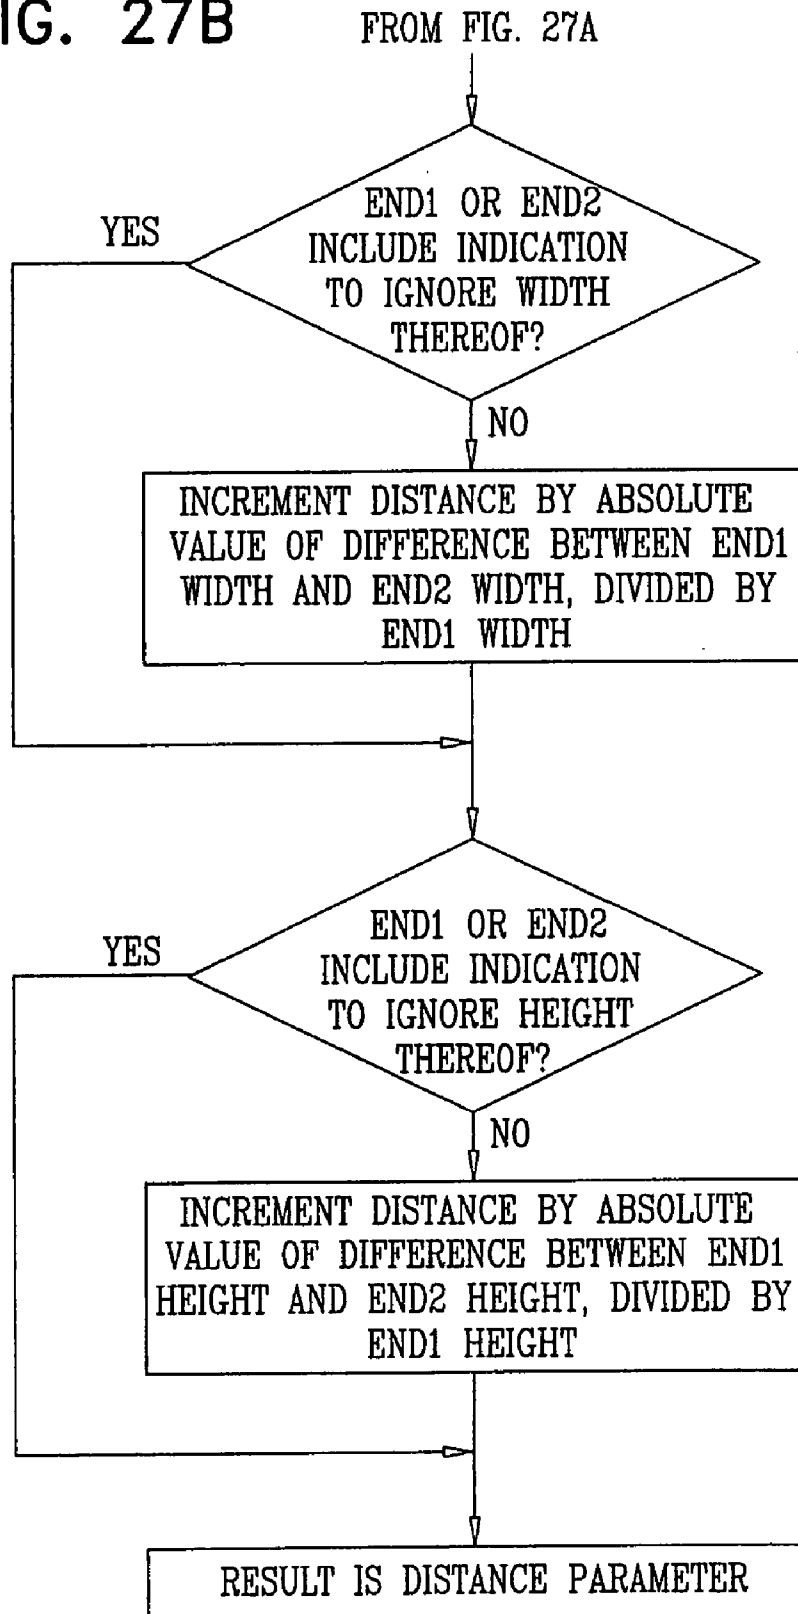 IG. 27B
FROM FIG. 27A
END1 OR END2
INCLUDE INDICATION
TO IGNORE WIDTH
THEREOF?
YES
NO
INCREMENT DISTANCE BY ABSOLUTE
VALUE OF DIFFERENCE BETWEEN END1
WIDTH AND END2 WIDTH, DIVIDED BY
END1 WIDTH
END1 OR END2
INCLUDE INDICATION
TO IGNORE HEIGHT
THEREOF?
YES
NO
INCREMENT DISTANCE BY ABSOLUTE
VALUE OF DIFFERENCE BETWEEN END1
HEIGHT AND END2 HEIGHT, DIVIDED BY
END1 HEIGHT
RESULT IS DISTANCE PARAMETER